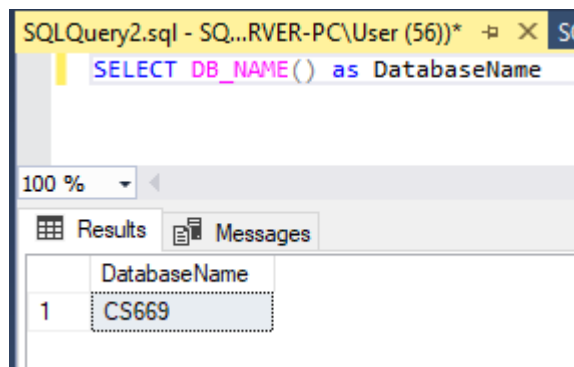 SQLQuery2.sql - SQ...RVER-PC\User (56))*
SELECT DB_NAME() as DatabaseName
100 %
Results Messages
DatabaseName
1 CS669